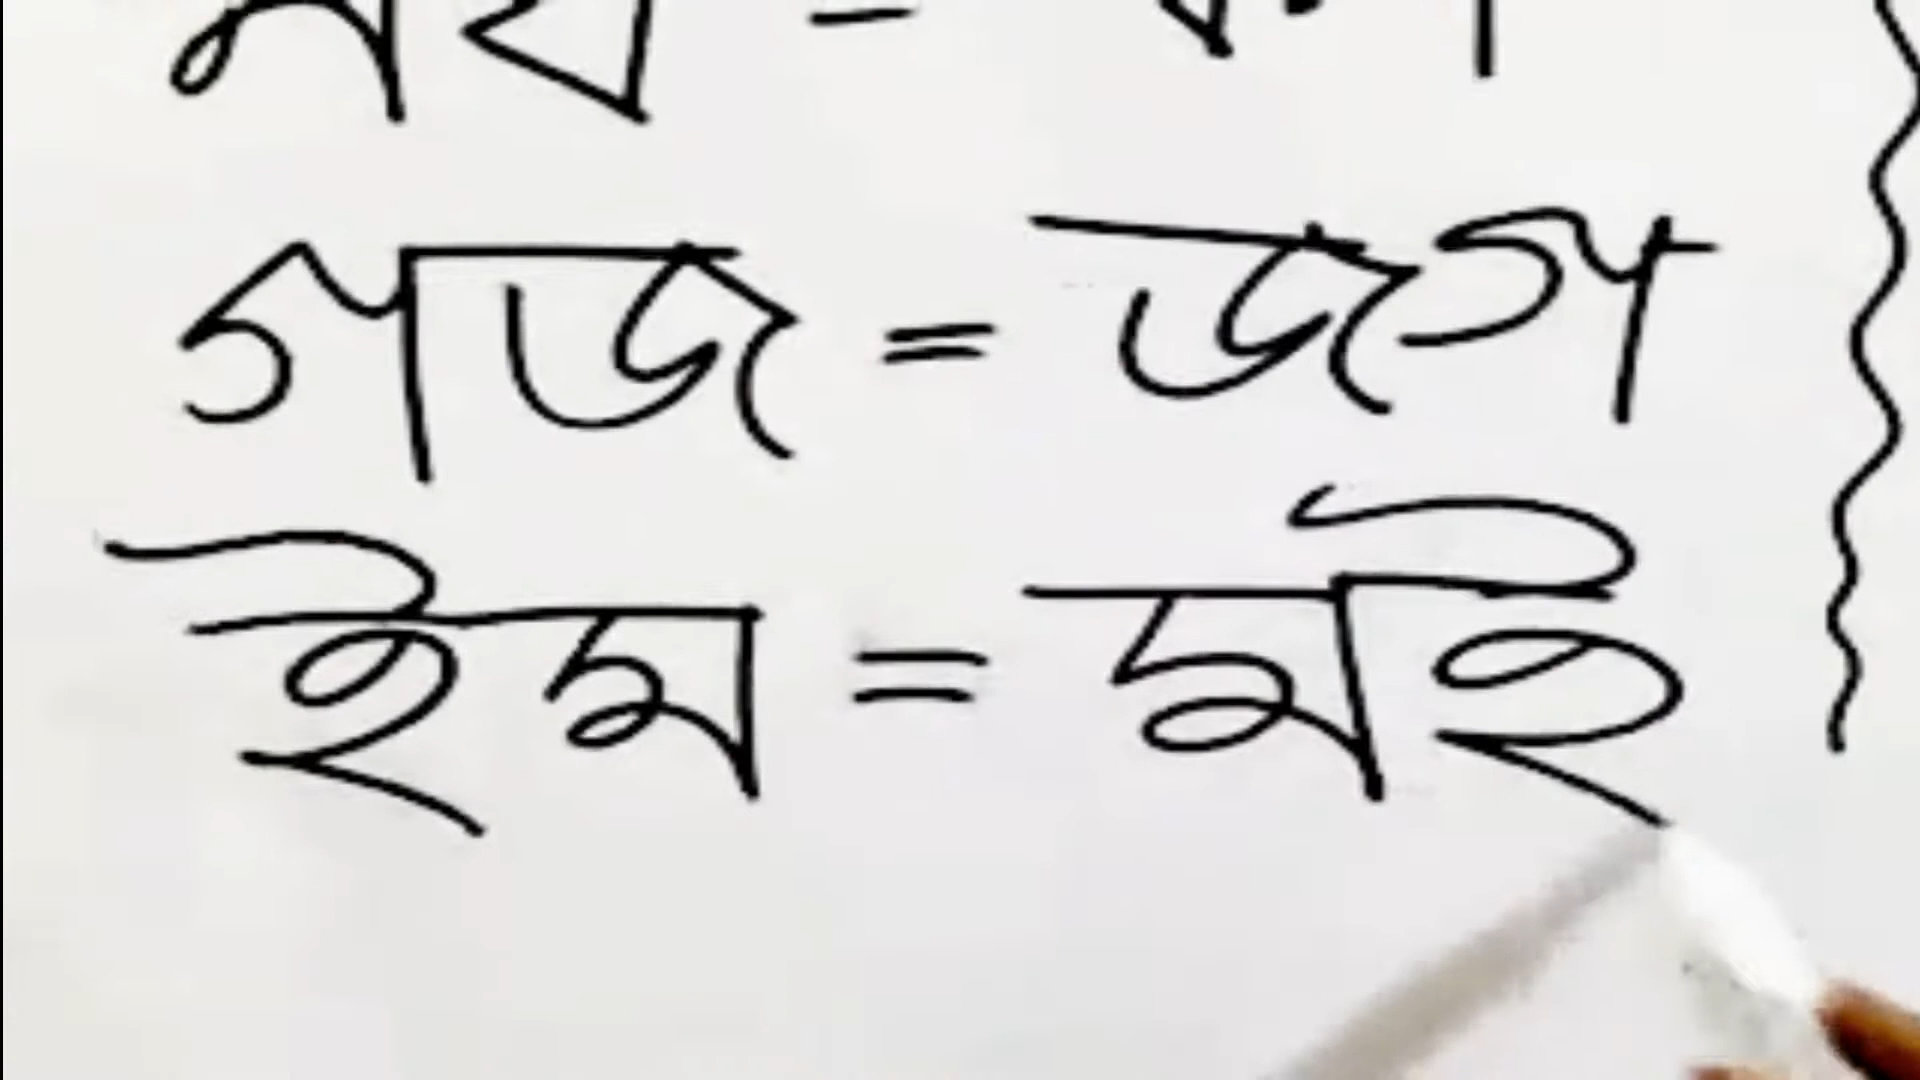 গজ = জগ
ইম = মই